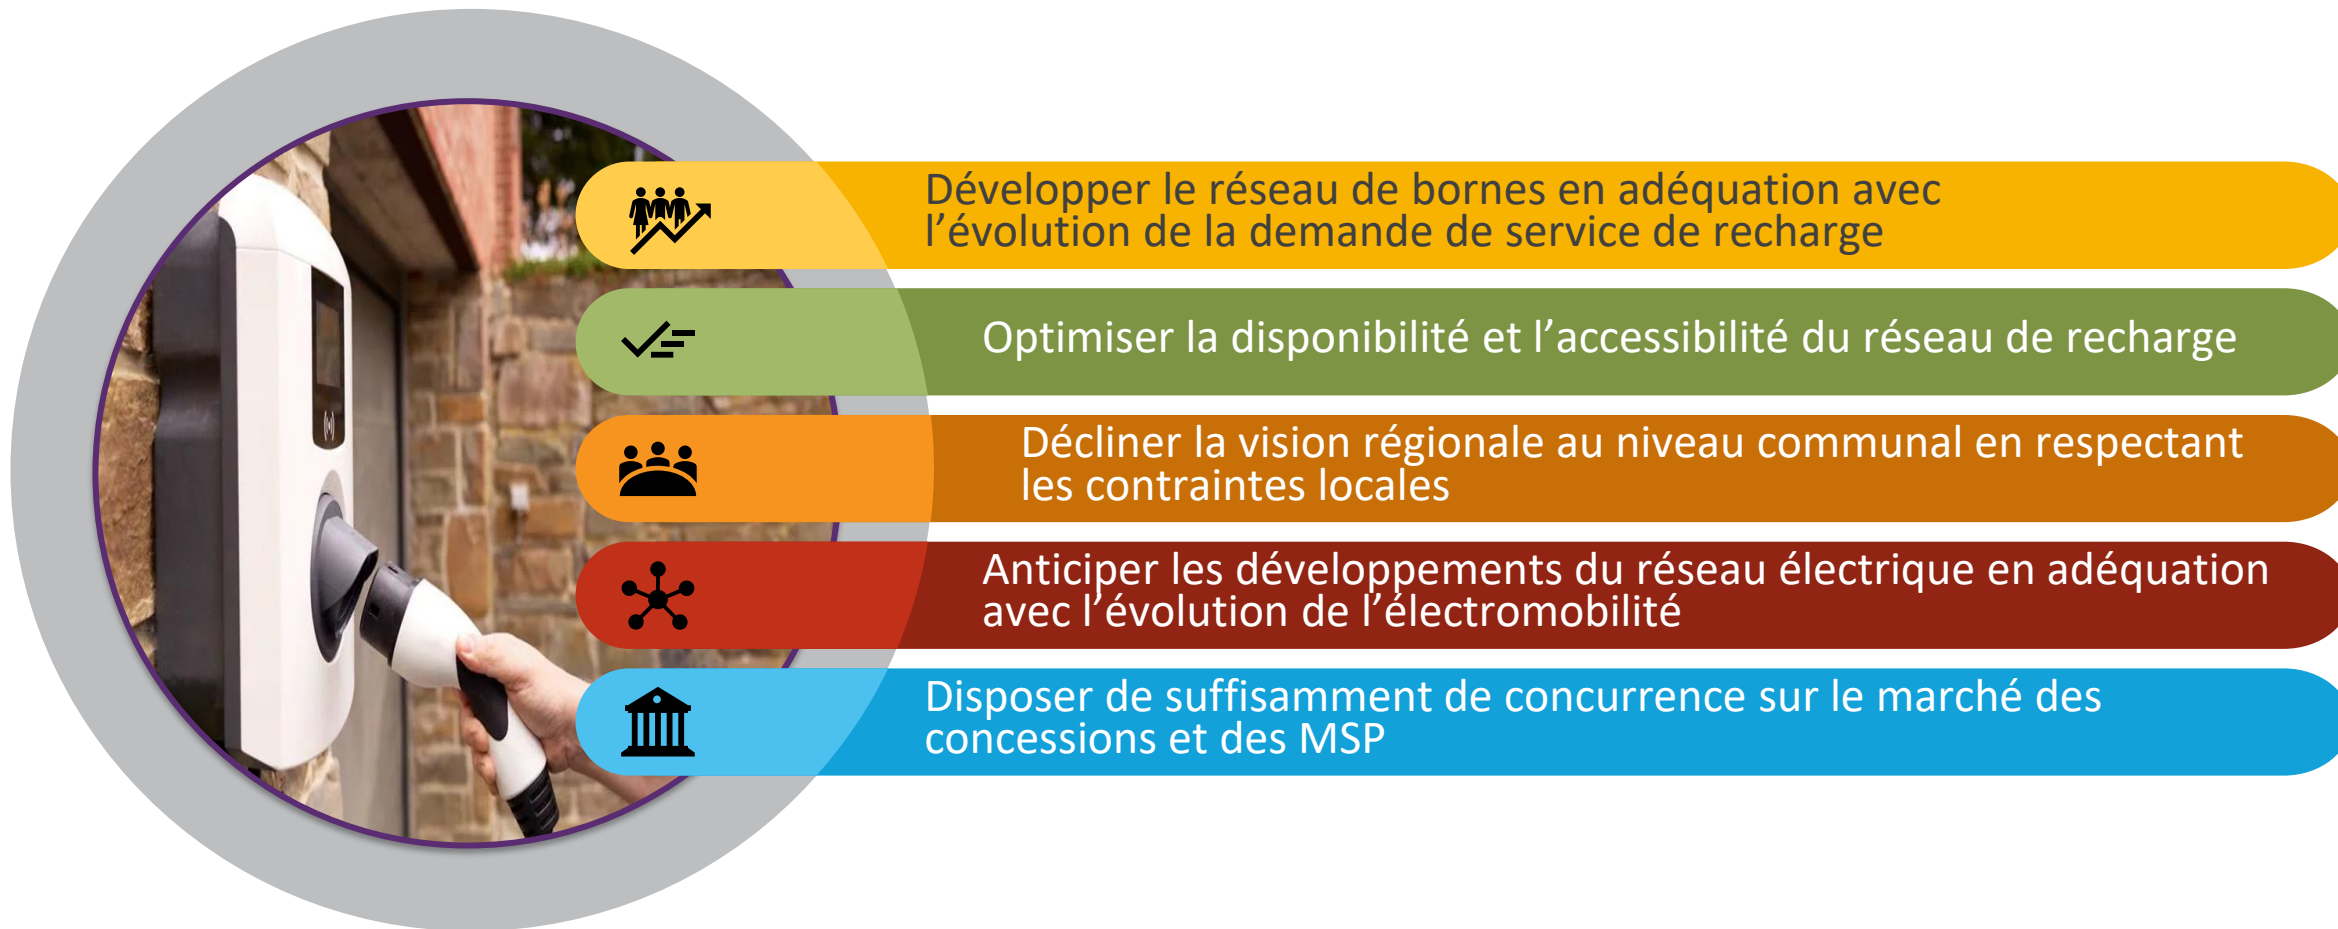 Développer le réseau de bornes en adéquation avec
l’évolution de la demande de service de recharge
Optimiser la disponibilité et l’accessibilité du réseau de recharge
Décliner la vision régionale au niveau communal en respectant
les contraintes locales
Anticiper les développements du réseau électrique en adéquation
avec l’évolution de l’électromobilité
Disposer de suffisamment de concurrence sur le marché des
concessions et des MSP